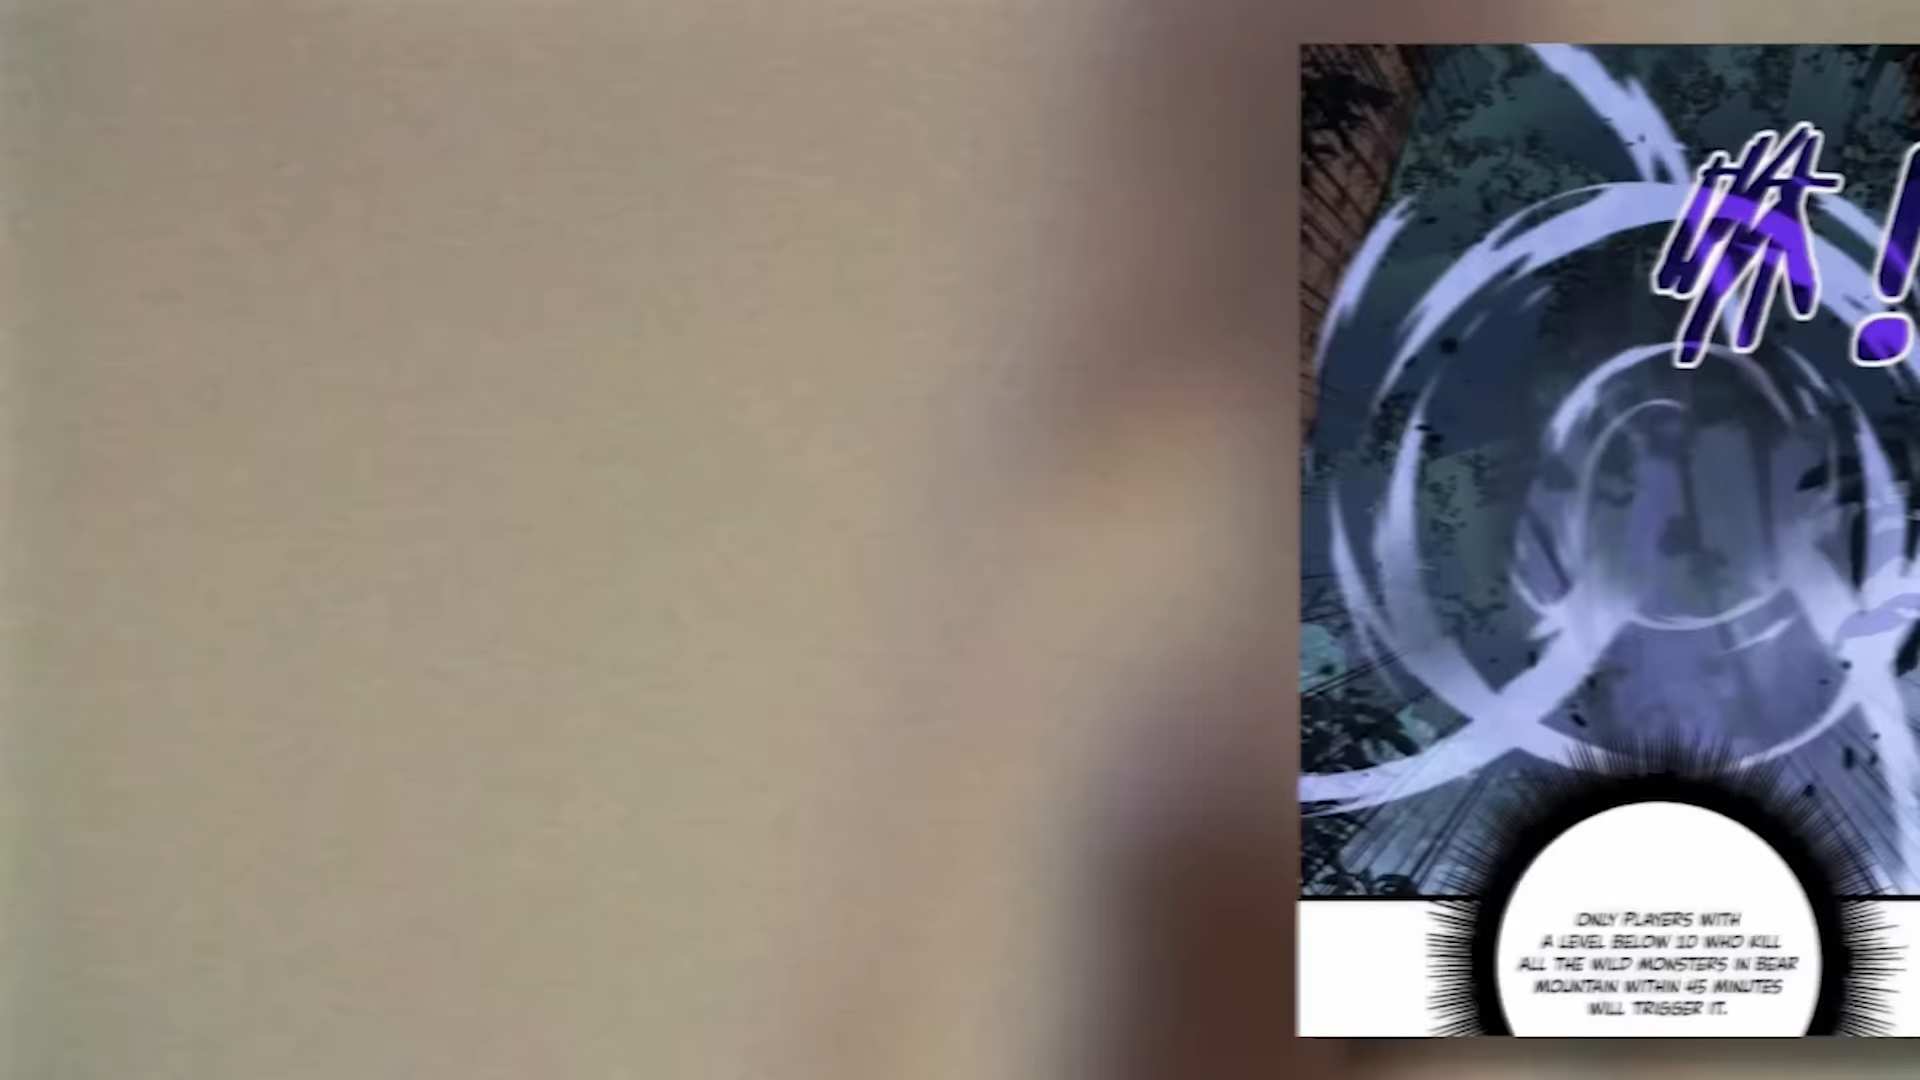 咻!
ONLY PLAYERS WITH
A LEVEL BELOW 10 WHO KILL
ALL THE WILD MONSTERS IN BEAR
MOUNTAIN WITHIN 45 MINUTES
WILL TRIGGER IT.